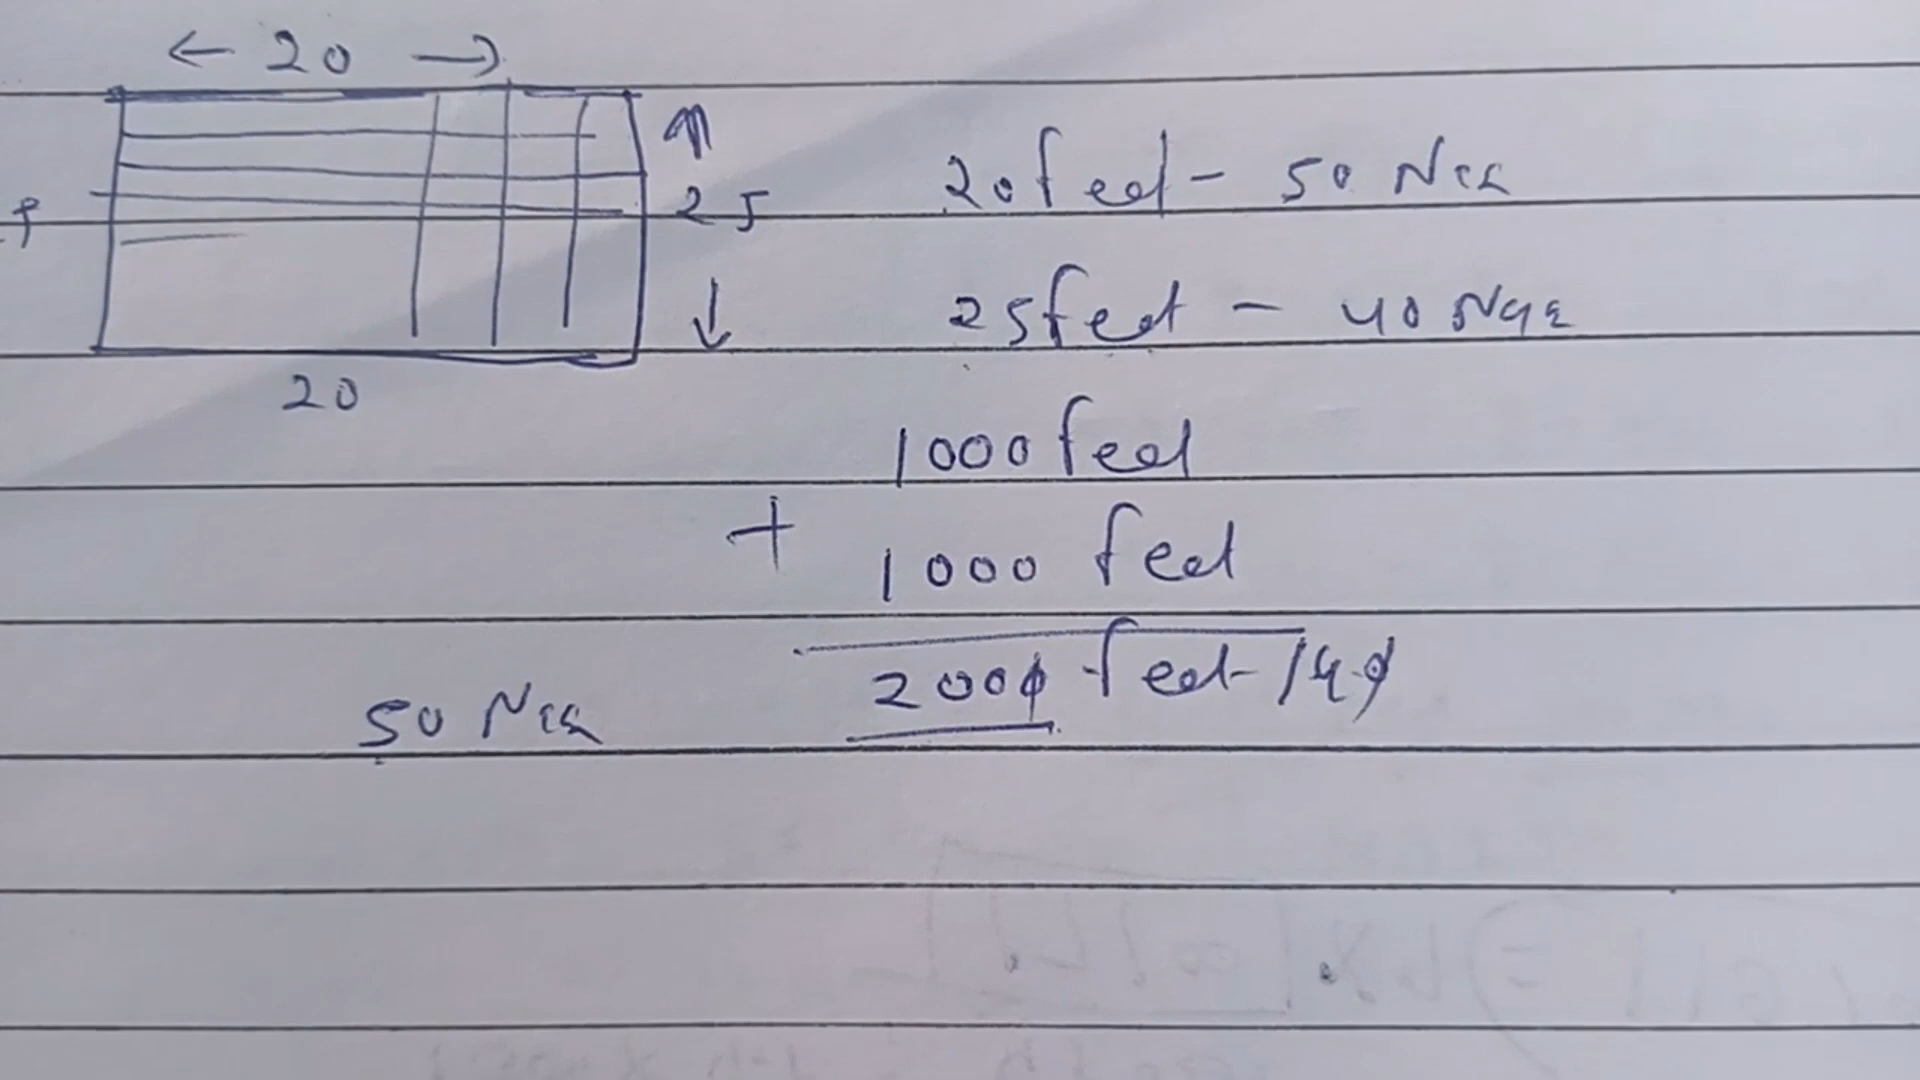 ← 20 →
25
20 feet - 50 Nos
25 feet - 40 Nos
20
1000 feet
+ 1000 feet
2000 feet
50 Nos